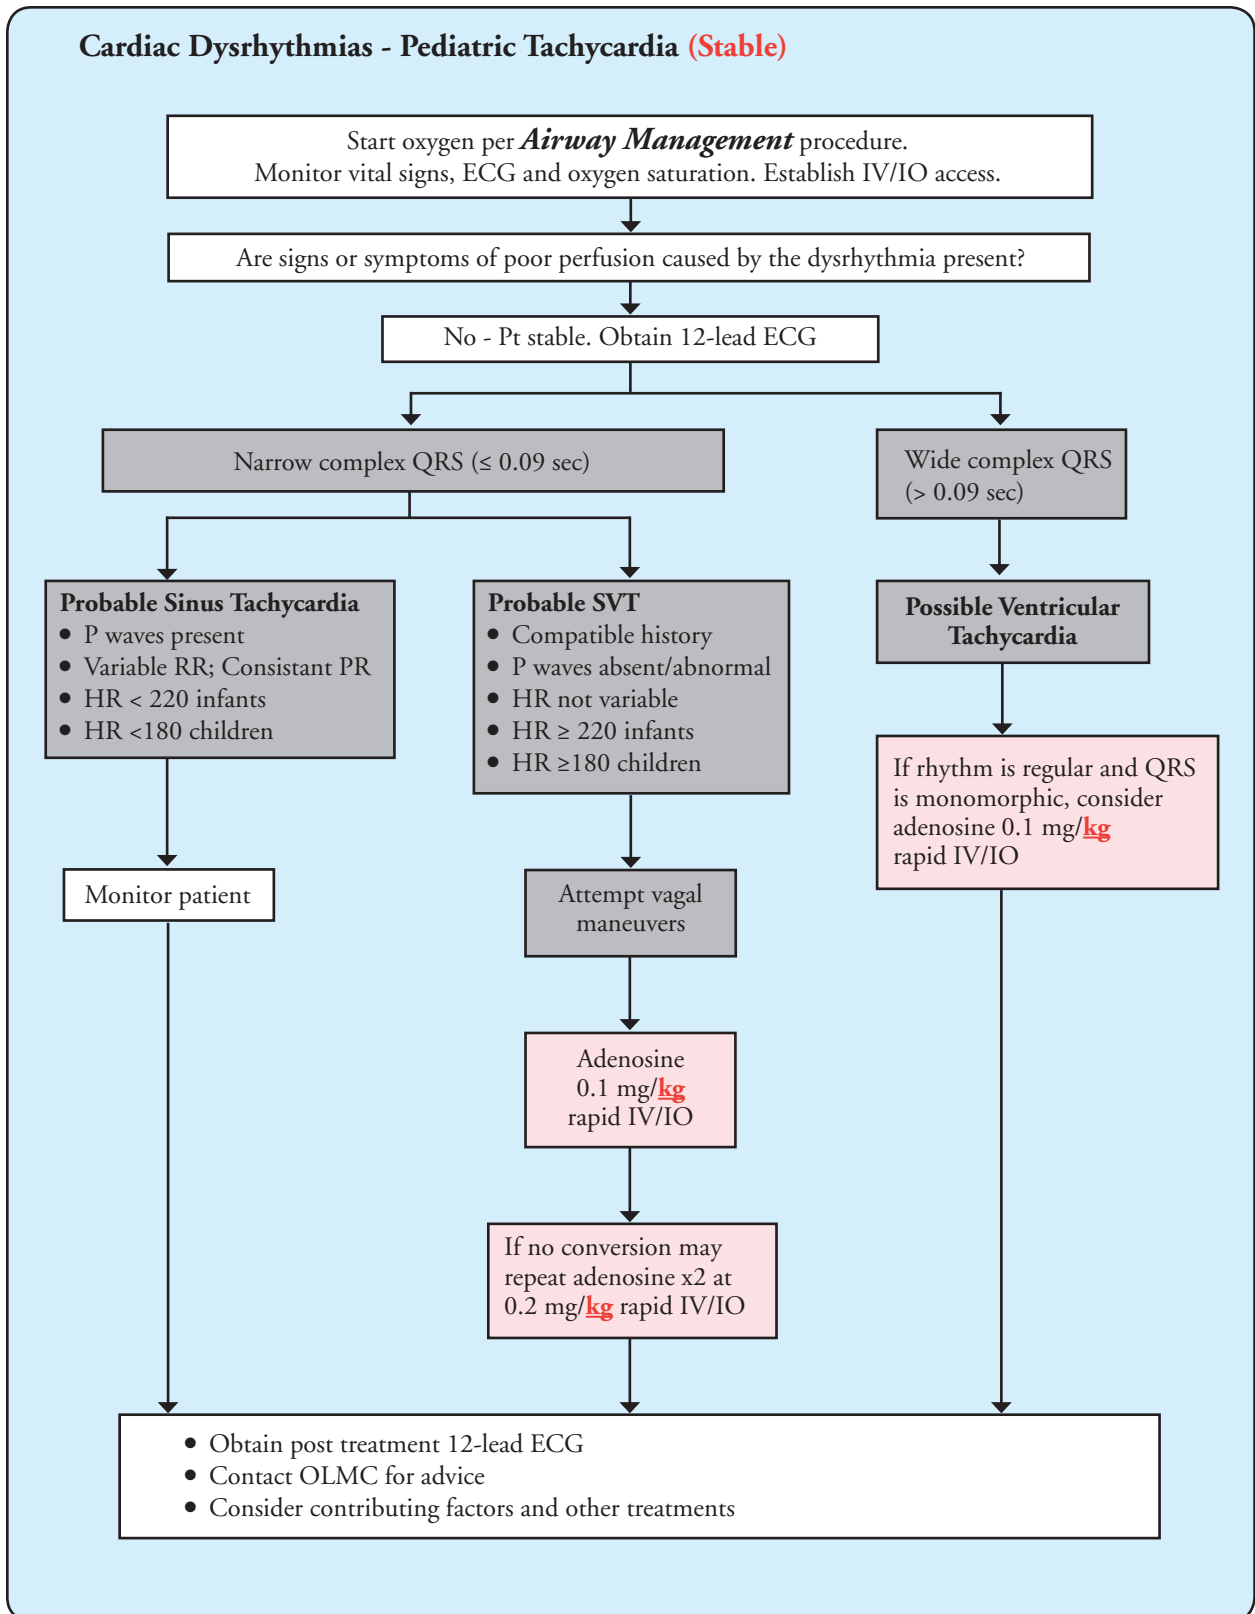 Cardiac Dysrhythmias - Pediatric Tachycardia (Stable)
Start oxygen per Airway Management procedure.
Monitor vital signs, ECG and oxygen saturation. Establish IV/IO access.
Are signs or symptoms of poor perfusion caused by the dysrhythmia present?
No - Pt stable. Obtain 12-lead ECG
Narrow complex QRS (≤ 0.09 sec)
Wide complex QRS
(> 0.09 sec)
Probable Sinus Tachycardia
• P waves present
• Variable RR; Consistant PR
• HR < 220 infants
• HR <180 children
Probable SVT
• Compatible history
• P waves absent/abnormal
• HR not variable
• HR ≥ 220 infants
• HR ≥180 children
Possible Ventricular
Tachycardia
If rhythm is regular and QRS
is monomorphic, consider
adenosine 0.1 mg/kg
rapid IV/IO
Monitor patient
Attempt vagal
maneuvers
Adenosine
0.1 mg/kg
rapid IV/IO
If no conversion may
repeat adenosine x2 at
0.2 mg/kg rapid IV/IO
• Obtain post treatment 12-lead ECG
• Contact OLMC for advice
• Consider contributing factors and other treatments